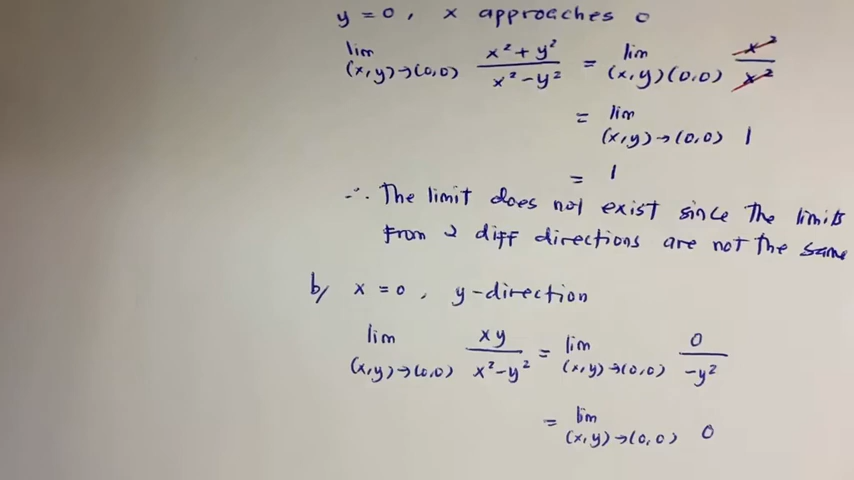 y = 0, x approaches 0
lim (x,y)→(0,0) x²+y² / x²-y² = lim (x,y)(0,0) x² / x²
= lim (x,y)→(0,0) 1
= 1
∴ The limit does not exist since the limits
from 2 diff directions are not the same
b/ x = 0, y-direction
lim (x,y)→(0,0) xy / x²-y² = lim (x,y)→(0,0) 0 / -y²
= lim (x,y)→(0,0) 0